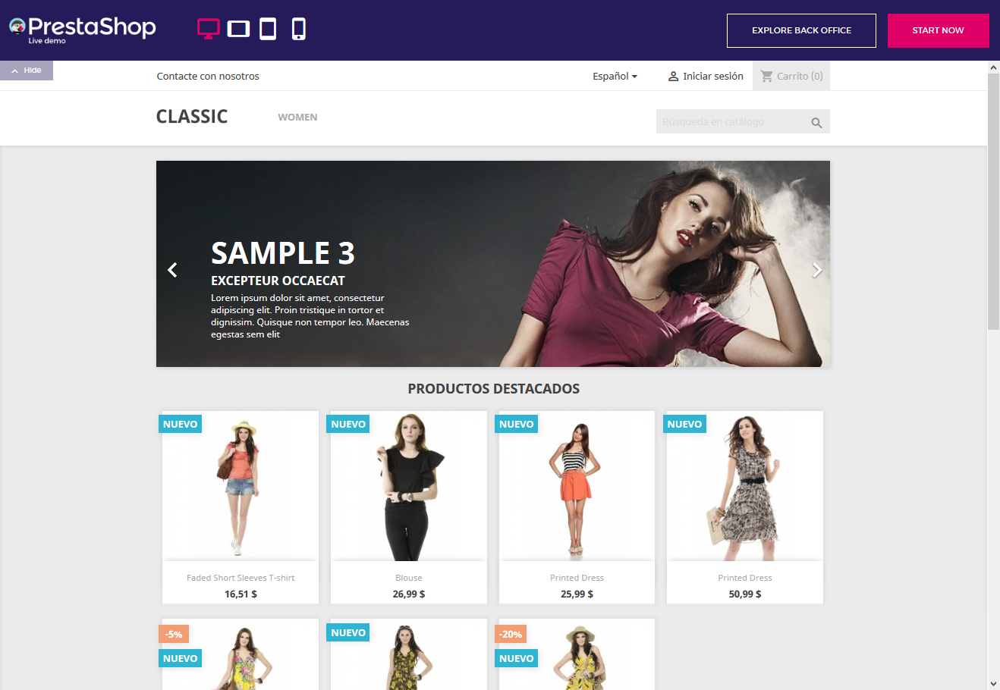 PrestaShop
Live demo
EXPLORE BACK OFFICE
START NOW
Hide
Contacte con nosotros
Español
Iniciar sesión
Carrito (0)
CLASSIC
WOMEN
Búsqueda en catálogo
SAMPLE 3
EXCEPTEUR OCCAECAT
Lorem ipsum dolor sit amet, consectetur
adipiscing elit. Proin tristique in tortor et
dignissim. Quisque non tempor leo. Maecenas
egestas sem elit
PRODUCTOS DESTACADOS
NUEVO
NUEVO
NUEVO
NUEVO
Faded Short Sleeves T-shirt
16,51 $
Blouse
26,99 $
Printed Dress
25,99 $
Printed Dress
50,99 $
-5%
NUEVO
NUEVO
-20%
NUEVO